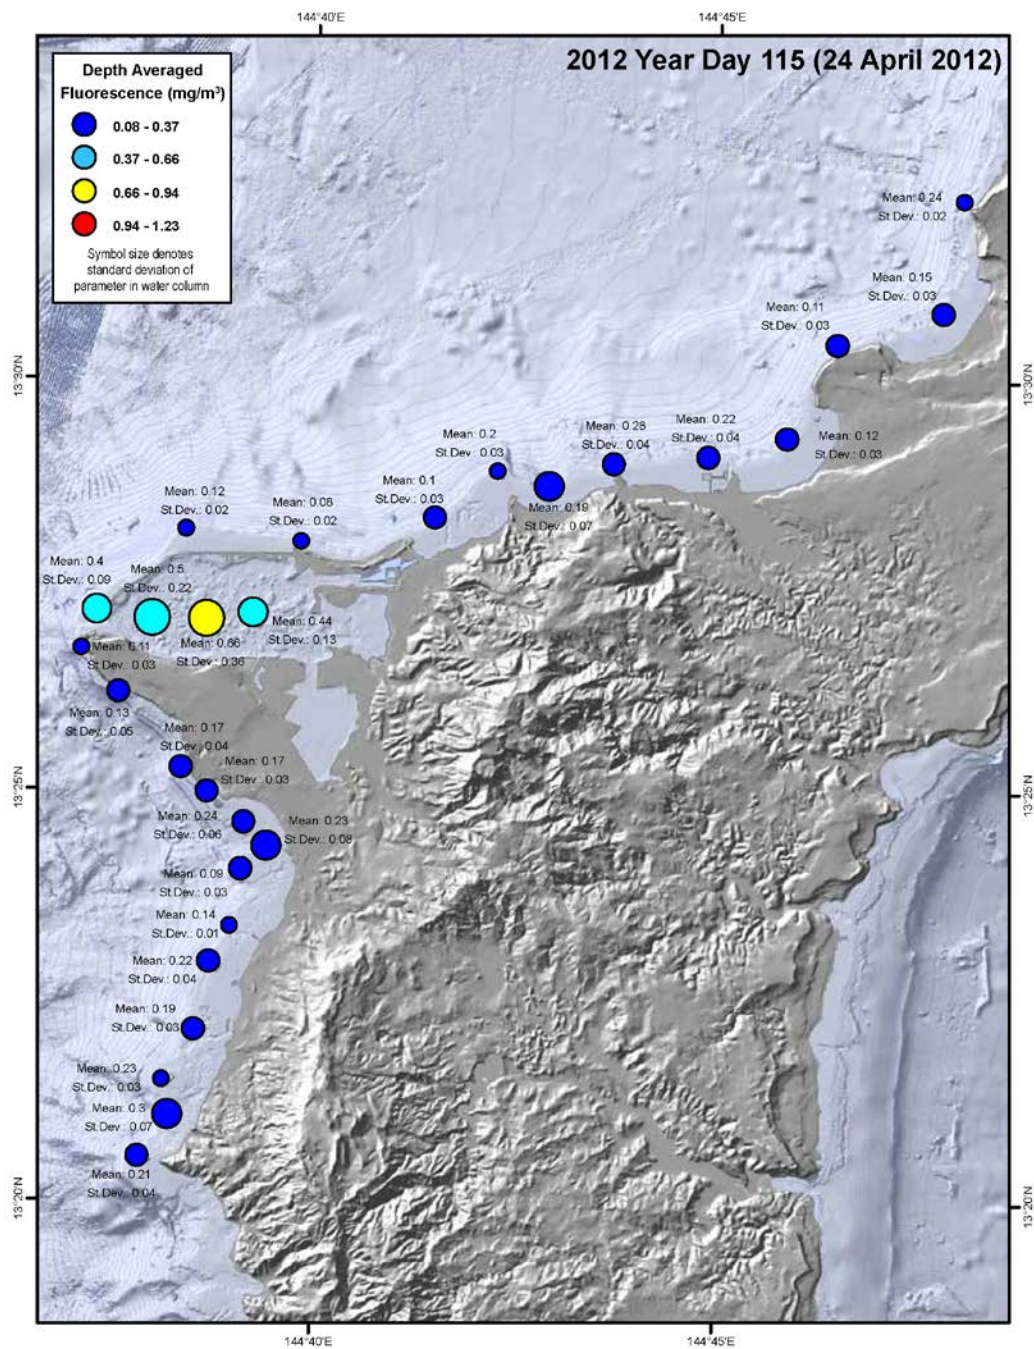 144°40'E
144°45'E
2012 Year Day 115 (24 April 2012)
Depth Averaged
Fluorescence (mg/m³)
0.08 - 0.37
0.37 - 0.66
0.66 - 0.94
0.94 - 1.23
Symbol size denotes
standard deviation of
parameter in water column
Mean: 0.24
St.Dev.: 0.02
Mean: 0.15
St.Dev.: 0.03
Mean: 0.11
St.Dev.: 0.03
13°30'N
13°30'N
Mean: 0.28
St.Dev.: 0.04
Mean: 0.22
St.Dev.: 0.04
Mean: 0.12
St.Dev.: 0.03
Mean: 0.2
St.Dev.: 0.03
Mean: 0.1
St.Dev.: 0.03
Mean: 0.19
St.Dev.: 0.07
Mean: 0.12
St.Dev.: 0.02
Mean: 0.08
St.Dev.: 0.02
Mean: 0.4
St.Dev.: 0.09
Mean: 0.5
St.Dev.: 0.22
Mean: 0.44
St.Dev.: 0.13
Mean: 0.66
St.Dev.: 0.36
Mean: 0.11
St.Dev.: 0.03
Mean: 0.13
St.Dev.: 0.05
Mean: 0.17
St.Dev.: 0.04
Mean: 0.17
St.Dev.: 0.03
13°25'N
13°25'N
Mean: 0.24
St.Dev.: 0.06
Mean: 0.23
St.Dev.: 0.08
Mean: 0.09
St.Dev.: 0.03
Mean: 0.14
St.Dev.: 0.01
Mean: 0.22
St.Dev.: 0.04
Mean: 0.19
St.Dev.: 0.03
Mean: 0.23
St.Dev.: 0.03
Mean: 0.3
St.Dev.: 0.07
Mean: 0.21
St.Dev.: 0.04
13°20'N
13°20'N
144°40'E
144°45'E